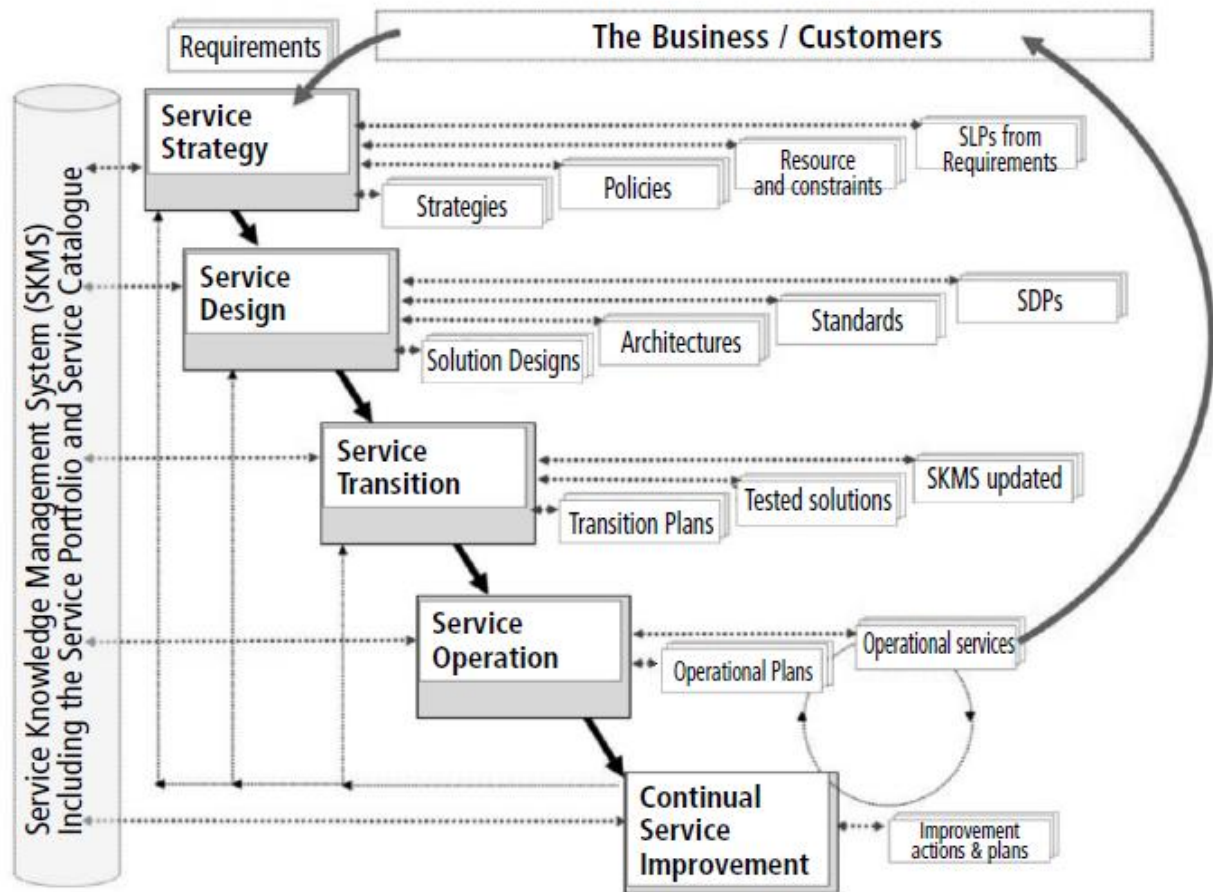 Requirements
The Business / Customers
Service Knowledge Management System (SKMS)
Including the Service Portfolio and Service Catalogue
Service
Strategy
SLPs from
Requirements
Resource
and constraints
Policies
Strategies
Service
Design
SDPs
Standards
Architectures
Solution Designs
Service
Transition
SKMS updated
Tested solutions
Transition Plans
Service
Operation
Operational services
Operational Plans
Continual
Service
Improvement
Improvement
actions & plans